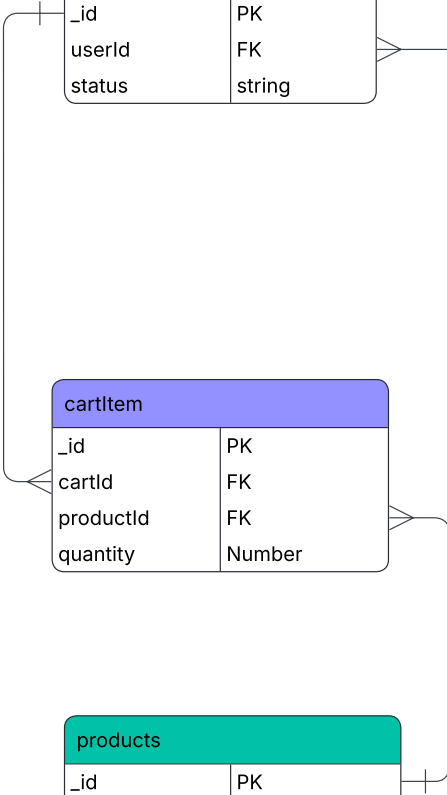 _id PK
userId FK
status string
cartItem
_id PK
cartId FK
productId FK
quantity Number
products
_id PK